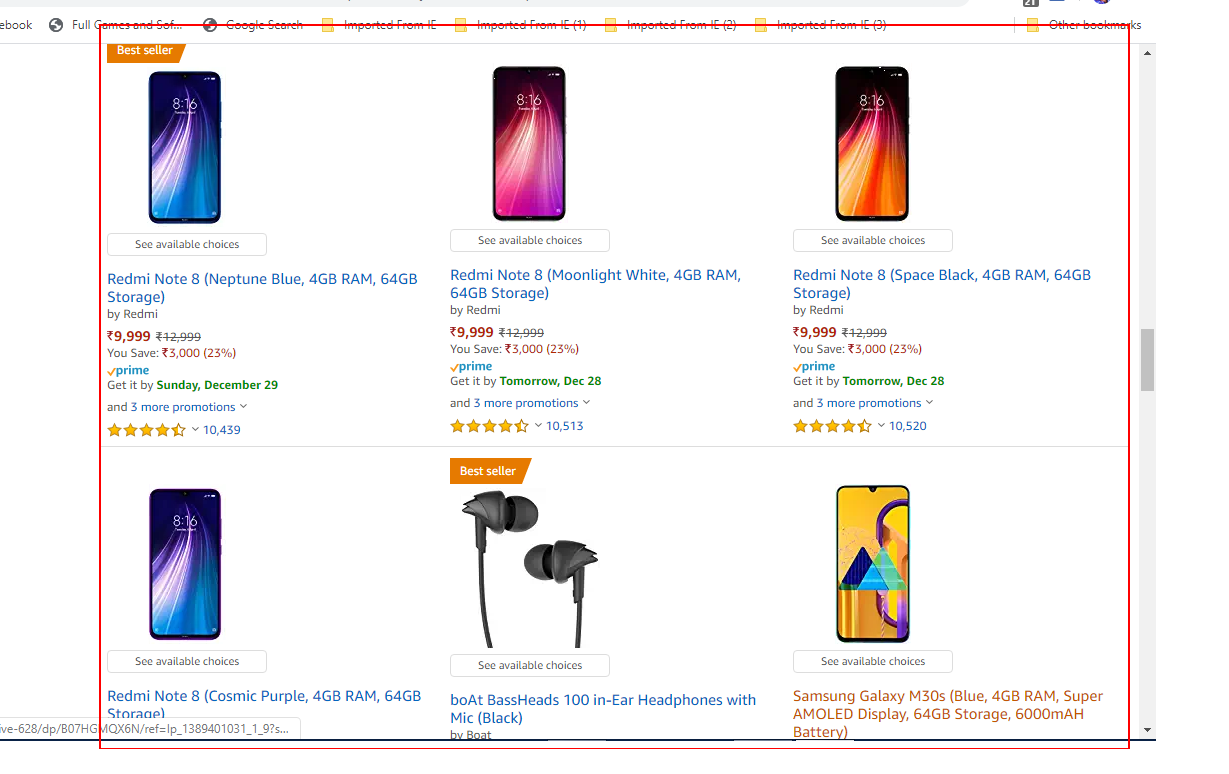 21
ebook Full Games and Sof... Google Search Imported From IE Imported From IE (1) Imported From IE (2) Imported From IE (3) Other bookmarks
Best seller
8:16 8:16 8:16
See available choices See available choices See available choices
Redmi Note 8 (Neptune Blue, 4GB RAM, 64GB
Storage)
by Redmi
₹9,999 ₹12,999
You Save: ₹3,000 (23%)
prime
Get it by Sunday, December 29
and 3 more promotions
10,439
Redmi Note 8 (Moonlight White, 4GB RAM,
64GB Storage)
by Redmi
₹9,999 ₹12,999
You Save: ₹3,000 (23%)
prime
Get it by Tomorrow, Dec 28
and 3 more promotions
10,513
Redmi Note 8 (Space Black, 4GB RAM, 64GB
Storage)
by Redmi
₹9,999 ₹12,999
You Save: ₹3,000 (23%)
prime
Get it by Tomorrow, Dec 28
and 3 more promotions
10,520
8:16
See available choices
Redmi Note 8 (Cosmic Purple, 4GB RAM, 64GB
Storage)
Best seller
See available choices
boAt BassHeads 100 in-Ear Headphones with
Mic (Black)
by Boat
See available choices
Samsung Galaxy M30s (Blue, 4GB RAM, Super
AMOLED Display, 64GB Storage, 6000mAH
Battery)
ive-628/dp/B07HGMQX6N/ref=lp_1389401031_1_9?s...